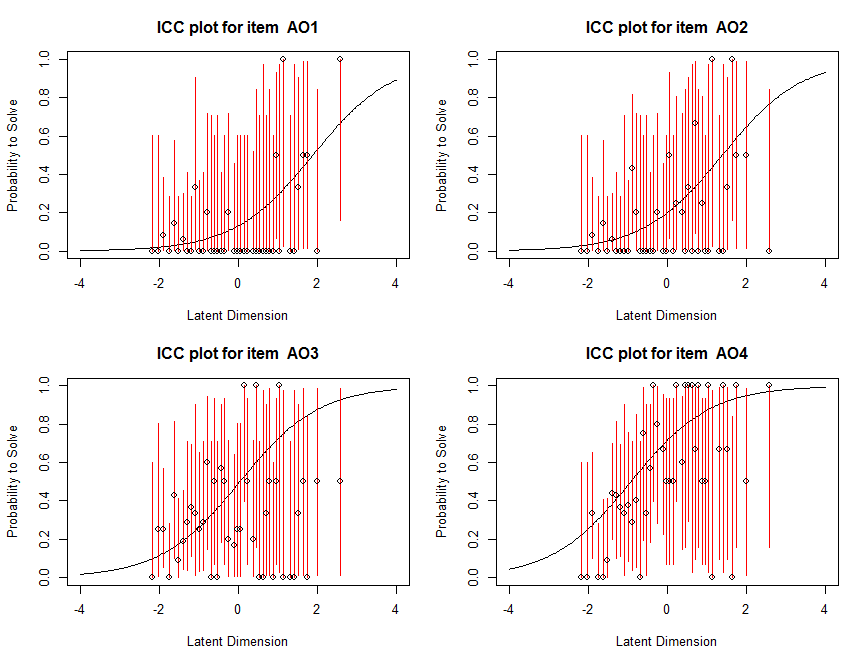 ICC plot for item AO1
Probability to Solve
0.0 0.2 0.4 0.6 0.8 1.0
-4 -2 0 2 4
Latent Dimension
ICC plot for item AO2
Probability to Solve
0.0 0.2 0.4 0.6 0.8 1.0
-4 -2 0 2 4
Latent Dimension
ICC plot for item AO3
Probability to Solve
0.0 0.2 0.4 0.6 0.8 1.0
-4 -2 0 2 4
Latent Dimension
ICC plot for item AO4
Probability to Solve
0.0 0.2 0.4 0.6 0.8 1.0
-4 -2 0 2 4
Latent Dimension